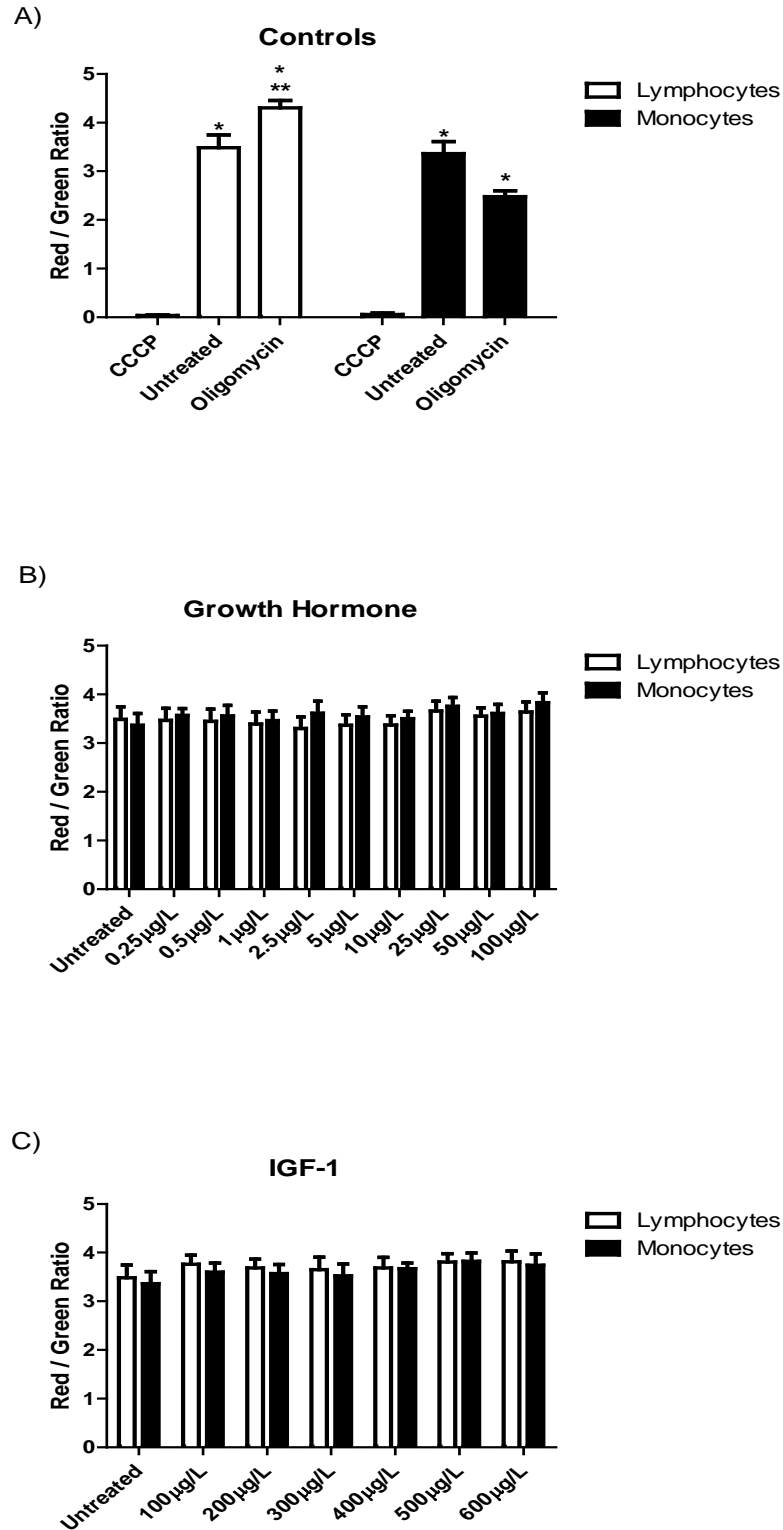 A)
Controls
Red / Green Ratio
5
4
3
2
1
0
*
*
**
*
*
CCCP
Untreated
Oligomycin
CCCP
Untreated
Oligomycin
Lymphocytes
Monocytes
B)
Growth Hormone
Red / Green Ratio
5
4
3
2
1
0
Untreated
0.25µg/L
0.5µg/L
1µg/L
2.5µg/L
5µg/L
10µg/L
25µg/L
50µg/L
100µg/L
Lymphocytes
Monocytes
C)
IGF-1
Red / Green Ratio
5
4
3
2
1
0
Untreated
100µg/L
200µg/L
300µg/L
400µg/L
500µg/L
600µg/L
Lymphocytes
Monocytes